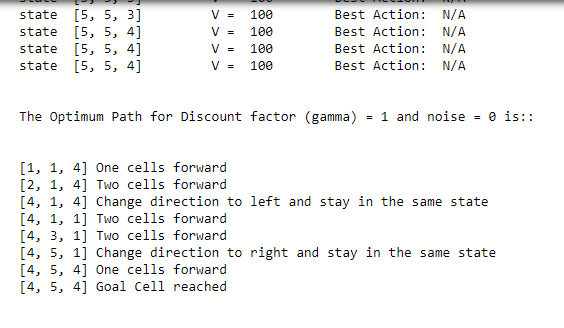 state [5, 5, 3] V = 100 Best Action: N/A
state [5, 5, 4] V = 100 Best Action: N/A
state [5, 5, 4] V = 100 Best Action: N/A
state [5, 5, 4] V = 100 Best Action: N/A
The Optimum Path for Discount factor (gamma) = 1 and noise = 0 is::
[1, 1, 4] One cells forward
[2, 1, 4] Two cells forward
[4, 1, 4] Change direction to left and stay in the same state
[4, 1, 1] Two cells forward
[4, 3, 1] Two cells forward
[4, 5, 1] Change direction to right and stay in the same state
[4, 5, 4] One cells forward
[4, 5, 4] Goal Cell reached